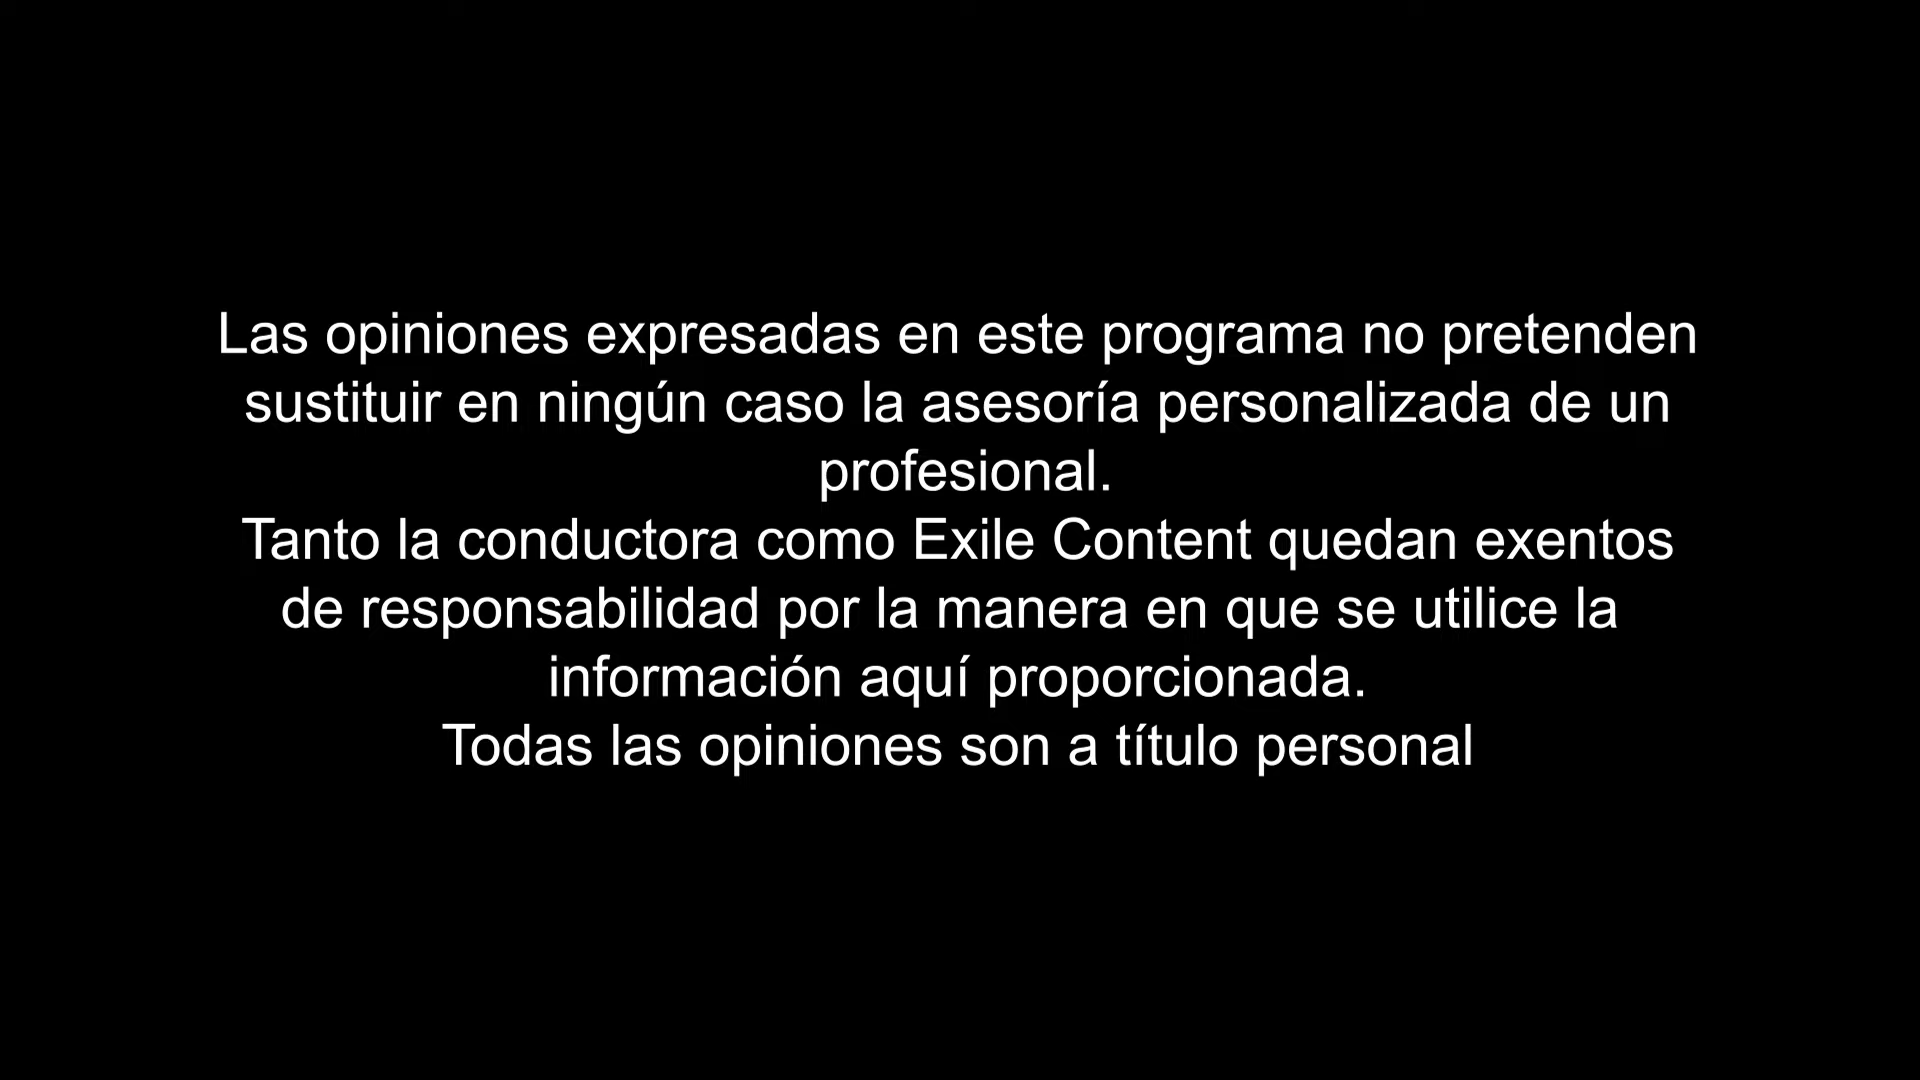 Las opiniones expresadas en este programa no pretenden
sustituir en ningún caso la asesoría personalizada de un
profesional.
Tanto la conductora como Exile Content quedan exentos
de responsabilidad por la manera en que se utilice la
información aquí proporcionada.
Todas las opiniones son a título personal